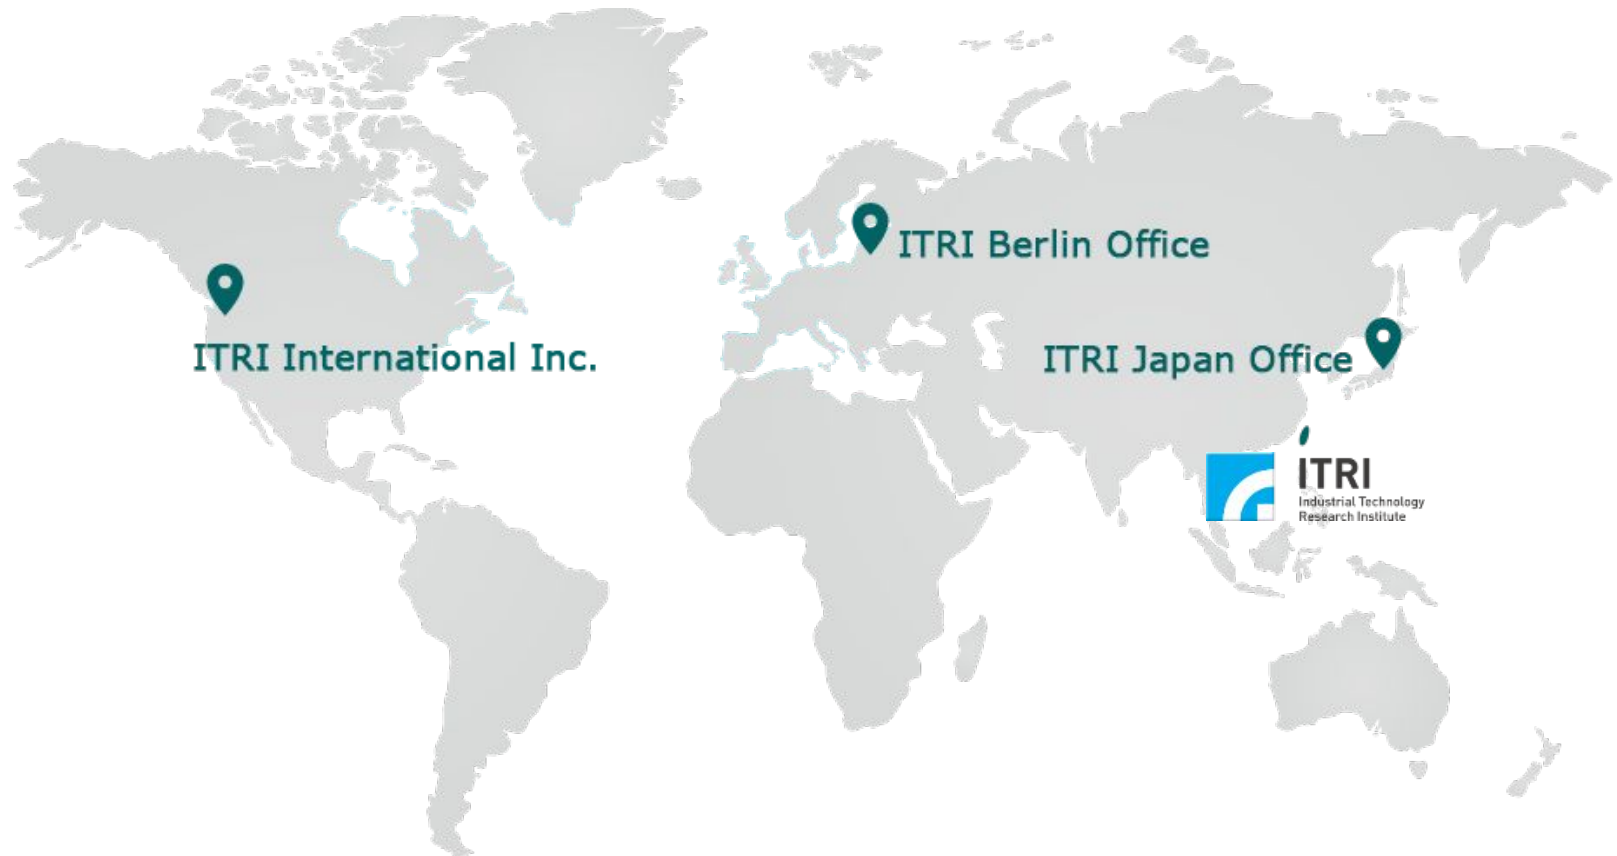 ITRI Berlin Office
ITRI International Inc.
ITRI Japan Office
ITRI
Industrial Technology
Research Institute